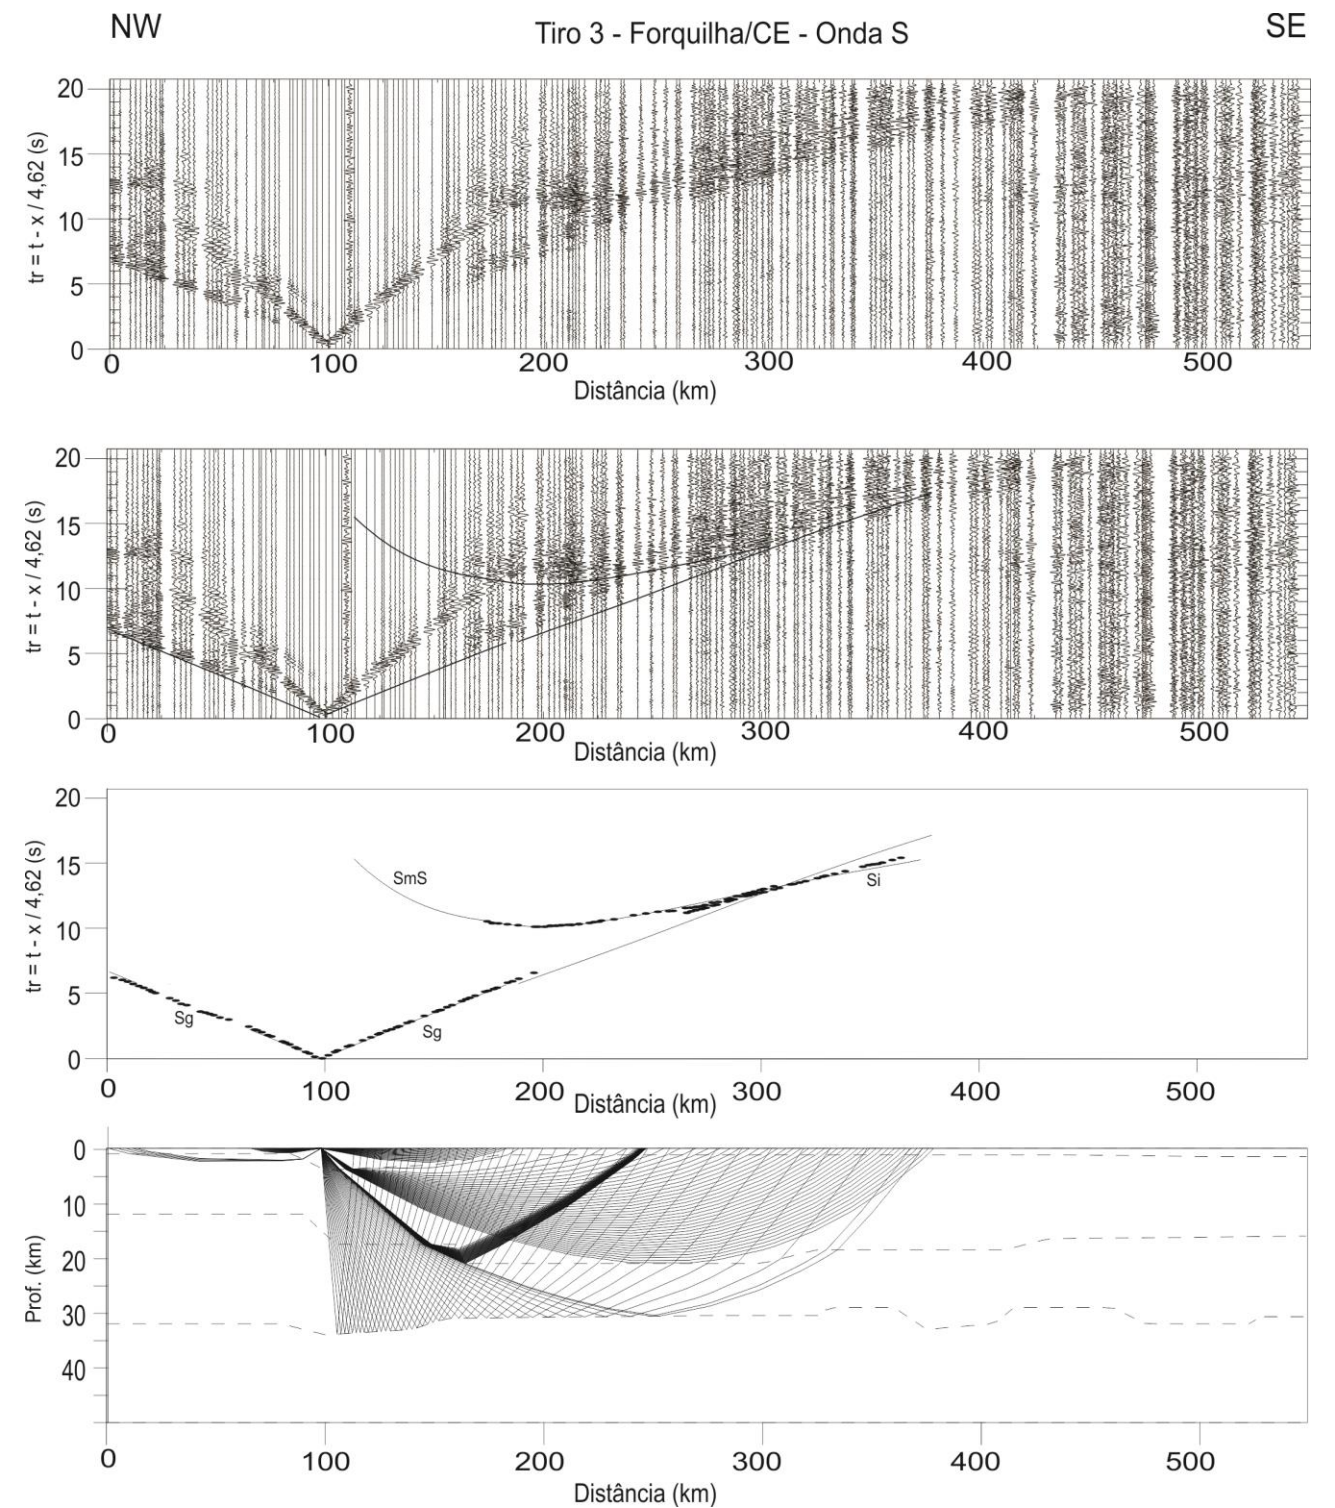 NW Tiro 3 - Forquilha/CE - Onda S SE
tr = t - x / 4,62 (s)
20
15
10
5
0
0 100 200 300 400 500
Distância (km)
tr = t - x / 4,62 (s)
20
15
10
5
0
0 100 200 300 400 500
Distância (km)
tr = t - x / 4,62 (s)
20
15
10
5
0
SmS
Si
Sg
Sg
0 100 200 300 400 500
Distância (km)
Prof. (km)
0
10
20
30
40
0 100 200 300 400 500
Distância (km)